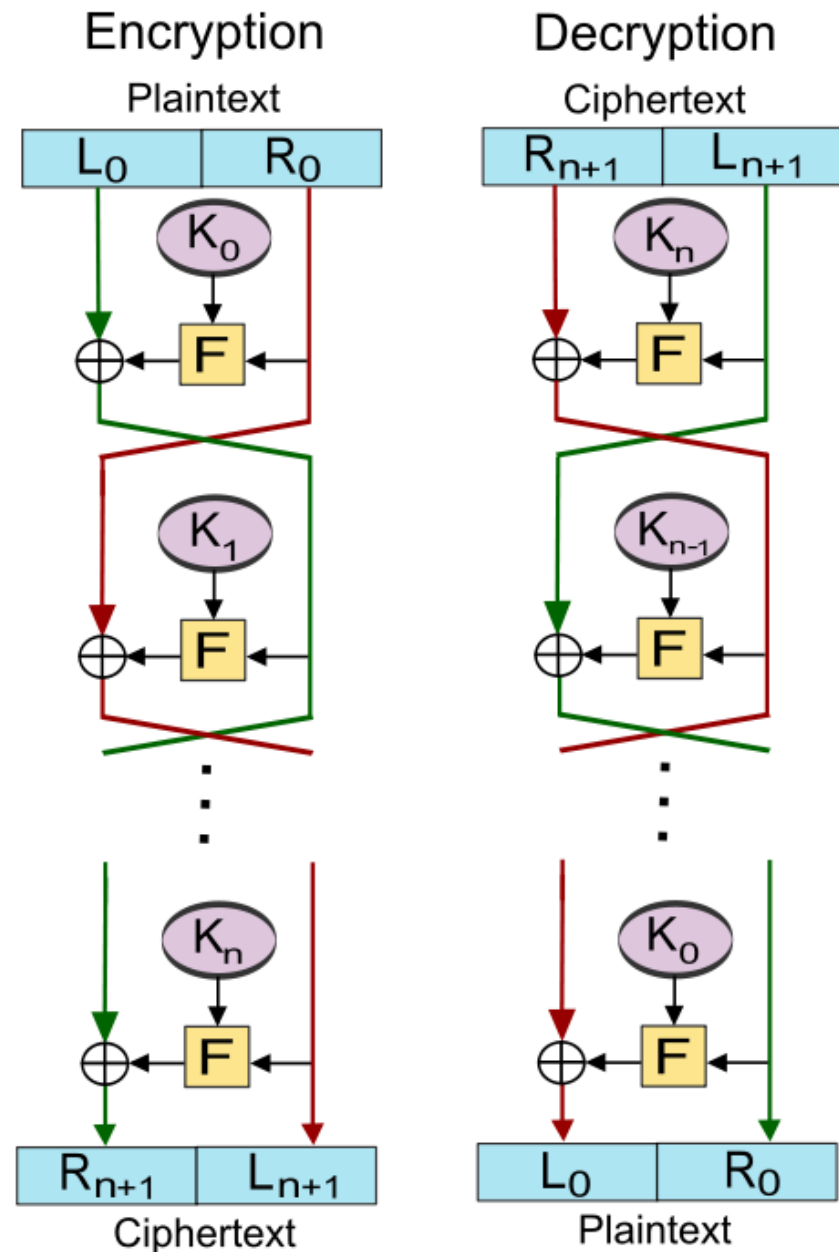 Encryption
Plaintext
L₀ R₀
K₀
F
K₁
F
Kₙ
F
Rₙ₊₁ Lₙ₊₁
Ciphertext
Decryption
Ciphertext
Rₙ₊₁ Lₙ₊₁
Kₙ
F
Kₙ₋₁
F
K₀
F
L₀ R₀
Plaintext